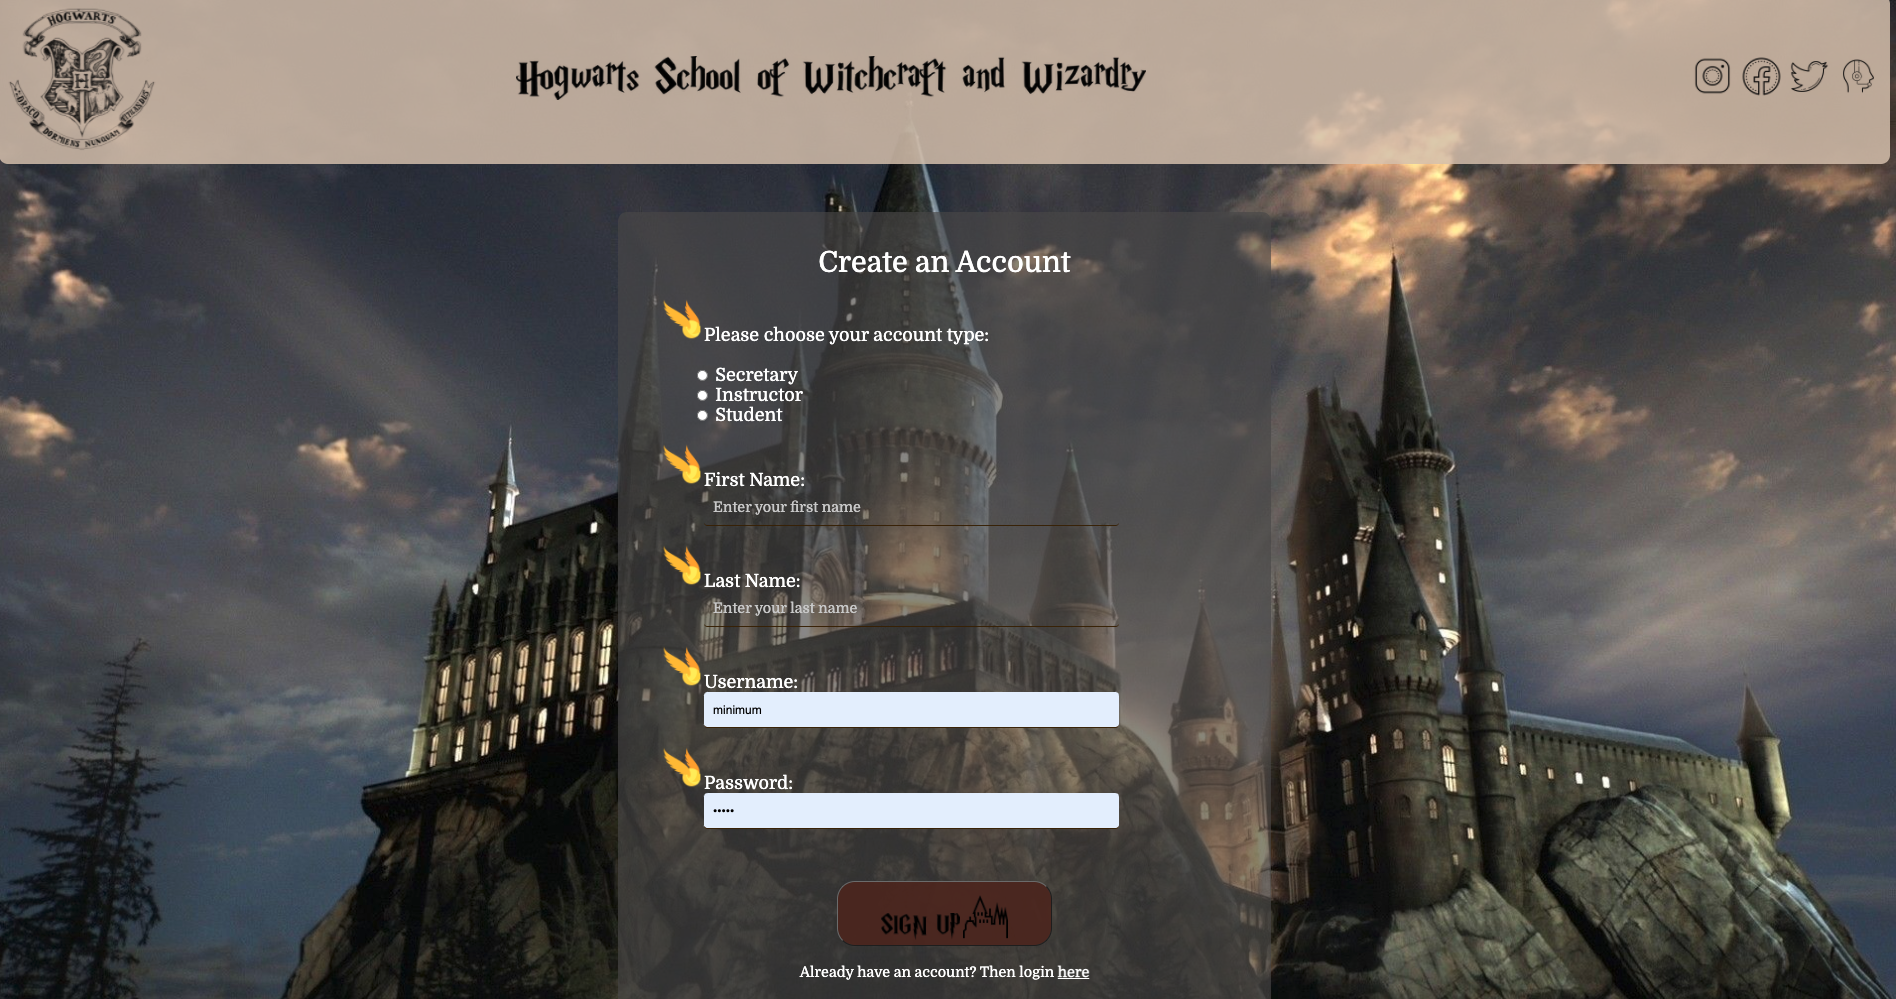 HOGWARTS
DRACO DORMIENS NUNQUAM TITILLANDUS
Hogwarts School of Witchcraft and Wizardry
Create an Account
Please choose your account type:
Secretary
Instructor
Student
First Name:
Enter your first name
Last Name:
Enter your last name
Username:
minimum
Password:
•••••
SIGN UP
Already have an account? Then login here